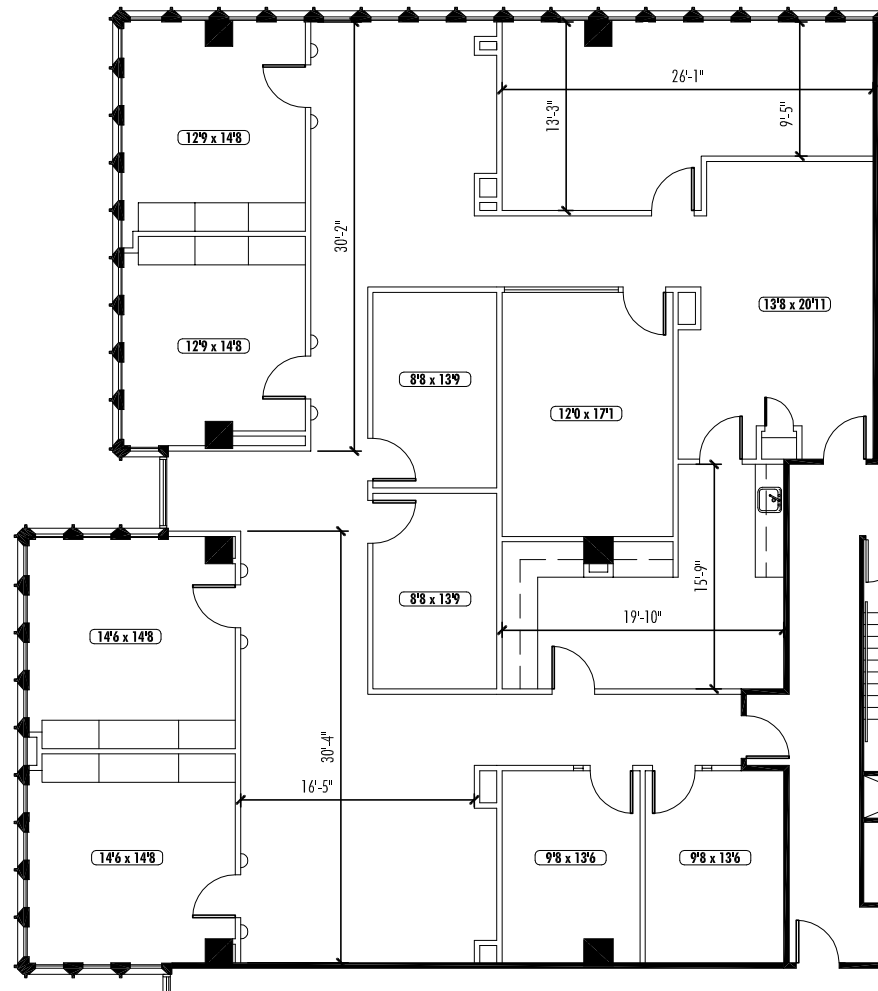 26'-1"
13'-3"
9'-5"
12'9 x 14'8
30'-2"
13'8 x 20'11
12'9 x 14'8
8'8 x 13'9
12'0 x 17'1
15'-9"
8'8 x 13'9
19'-10"
14'6 x 14'8
30'-4"
16'-5"
14'6 x 14'8
9'8 x 13'6
9'8 x 13'6